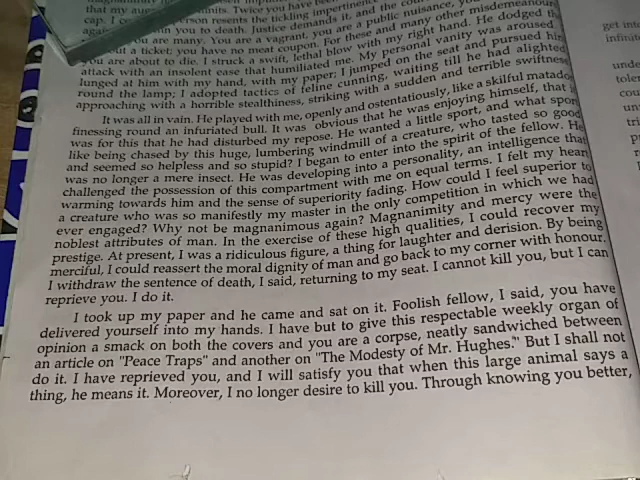 that my
cap. I person resents the tickling impertinence
you to death. Justice demands it, and the
you are many. You are a vagrant, you are a public nuisance,
out a ticket; you have no meat coupon. For these and many other misdemeanours
you are about to die. I struck a swift, lethal blow with my right hand. He dodged the
attack with an insolent ease that humiliated me. My personal vanity was aroused.
lunged at him with my hand, with my paper; I jumped on the seat and pursued him
round the lamp; I adopted tactics of feline cunning, waiting till he had alighted,
approaching with a horrible stealthiness, striking with a sudden and terrible swiftness
It was all in vain. He played with me, openly and ostentatiously, like a skilful matador
finessing round an infuriated bull. It was obvious that he was enjoying himself, that
was for this that he had disturbed my repose. He wanted a little sport, and what sport
like being chased by this huge, lumbering windmill of a creature, who tasted so good
and seemed so helpless and so stupid? I began to enter into the spirit of the fellow. He
was no longer a mere insect. He was developing into a personality, an intelligence that
challenged the possession of this compartment with me on equal terms. I felt my heart
warming towards him and the sense of superiority fading. How could I feel superior to
a creature who was so manifestly my master in the only competition in which we had
ever engaged? Why not be magnanimous again? Magnanimity and mercy were the
noblest attributes of man. In the exercise of these high qualities, I could recover my
prestige. At present, I was a ridiculous figure, a thing for laughter and derision. By being
merciful, I could reassert the moral dignity of man and go back to my corner with honour.
I withdraw the sentence of death, I said, returning to my seat. I cannot kill you, but I can
reprieve you. I do it.
I took up my paper and he came and sat on it. Foolish fellow, I said, you have
delivered yourself into my hands. I have but to give this respectable weekly organ of
opinion a smack on both the covers and you are a corpse, neatly sandwiched between
an article on "Peace Traps" and another on "The Modesty of Mr. Hughes." But I shall not
do it. I have reprieved you, and I will satisfy you that when this large animal says a
thing, he means it. Moreover, I no longer desire to kill you. Through knowing you better,